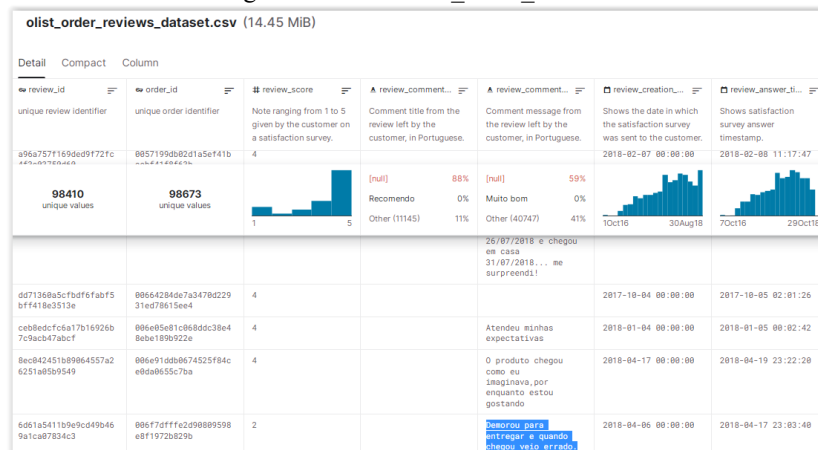 olist_order_reviews_dataset.csv (14.45 MiB)
Detail Compact Column
review_id
order_id
# review_score
A review_comment...
A review_comment...
review_creation_...
review_answer_ti...
unique review identifier
unique order identifier
Note ranging from 1 to 5
given by the customer on
a satisfaction survey.
Comment title from the
review left by the
customer, in Portuguese.
Comment message from
the review left by the
customer, in Portuguese.
Shows the date in which
the satisfaction survey
was sent to the customer.
Shows satisfaction
survey answer
timestamp.
a96a757f169ded9f72fc
0057199db02d1a5ef41b
4
2018-02-07 00:00:00
2018-02-08 11:17:47
98410
unique values
98673
unique values
1 5
[null] 88%
Recomendo 0%
Other (11145) 11%
[null] 59%
Muito bom 0%
Other (40747) 41%
1Oct16 30Aug18
7Oct16 29Oct18
26/07/2018 e chegou
em casa
31/07/2018... me
surpreendi!
dd71360a5cfbdf6fabf5
bff418e3513e
00664284de7a3470d229
31ed78615ee4
4
2017-10-04 00:00:00
2017-10-05 02:01:26
ceb8edcfc6a17b16926b
7c9acb47abcf
006e05e81c068ddc38e4
8ebe189b922e
4
Atendeu minhas
expectativas
2018-01-04 00:00:00
2018-01-05 00:02:42
8ec042451b89064557a2
6251a05b9549
006e91ddb0674525f84c
e0da0655c7ba
4
O produto chegou
como eu
imaginava,por
enquanto estou
gostando
2018-04-17 00:00:00
2018-04-19 23:22:20
6d61a5411b9e9cd49b46
9a1ca07834c3
006f7dfffe2d90809598
e8f1972b829b
2
Demorou para
entregar e quando
chegou veio errado.
2018-04-06 00:00:00
2018-04-17 23:03:40